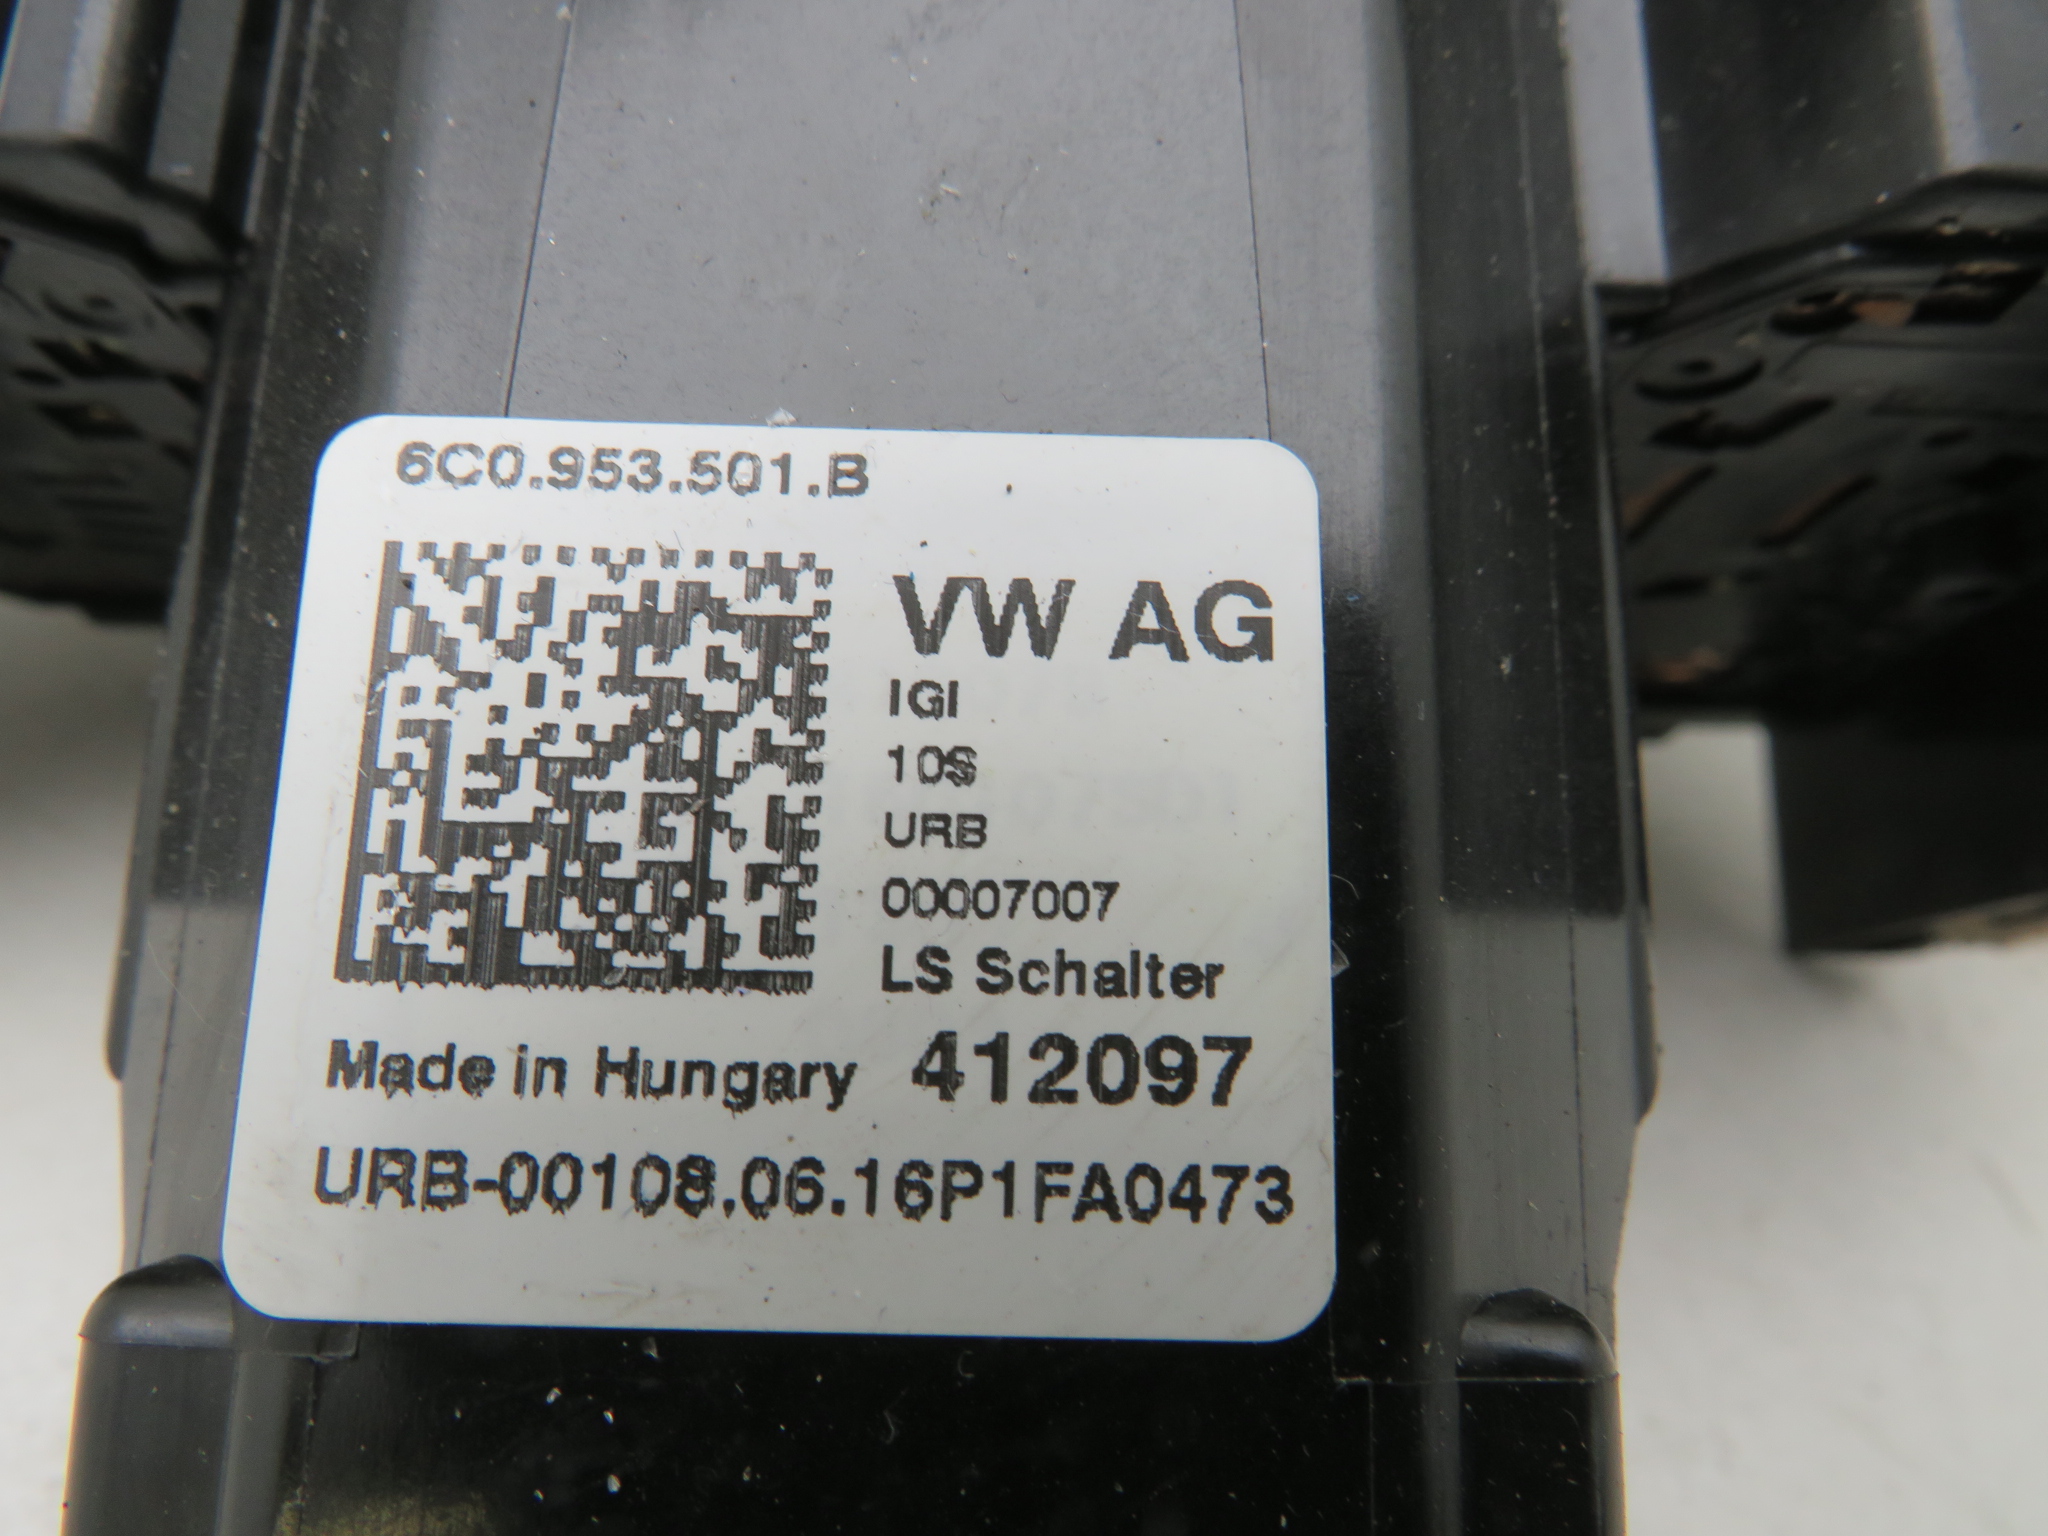 6C0.953.501.B
VW AG
IGI
10S
URB
00007007
LS Schalter
Made in Hungary 412097
URB-00108.06.16P1FA0473